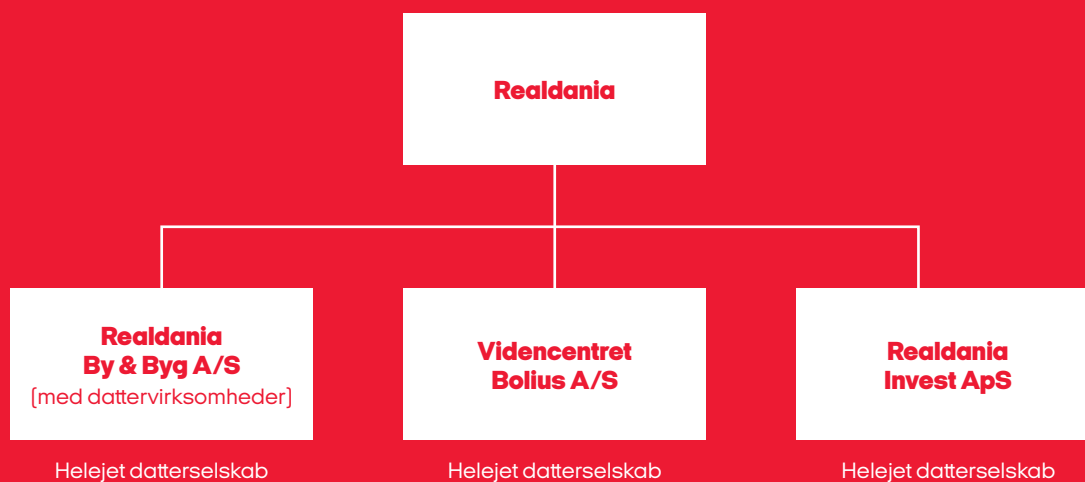 Realdania
Realdania
By & Byg A/S
(med dattervirksomheder)
Helejet datterselskab
Videncentret
Bolius A/S
Helejet datterselskab
Realdania
Invest ApS
Helejet datterselskab